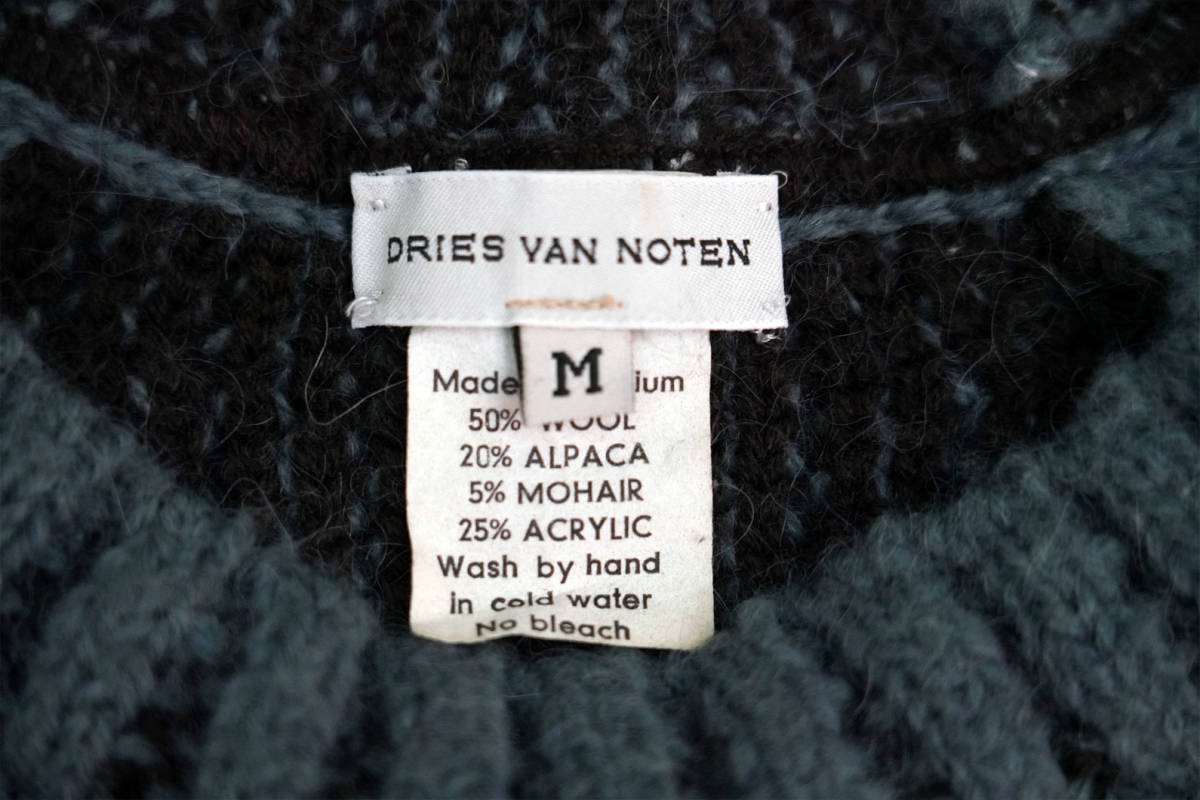 DRIES VAN NOTEN
M
Made ium
50% WOOL
20% ALPACA
5% MOHAIR
25% ACRYLIC
Wash by hand
in cold water
No bleach